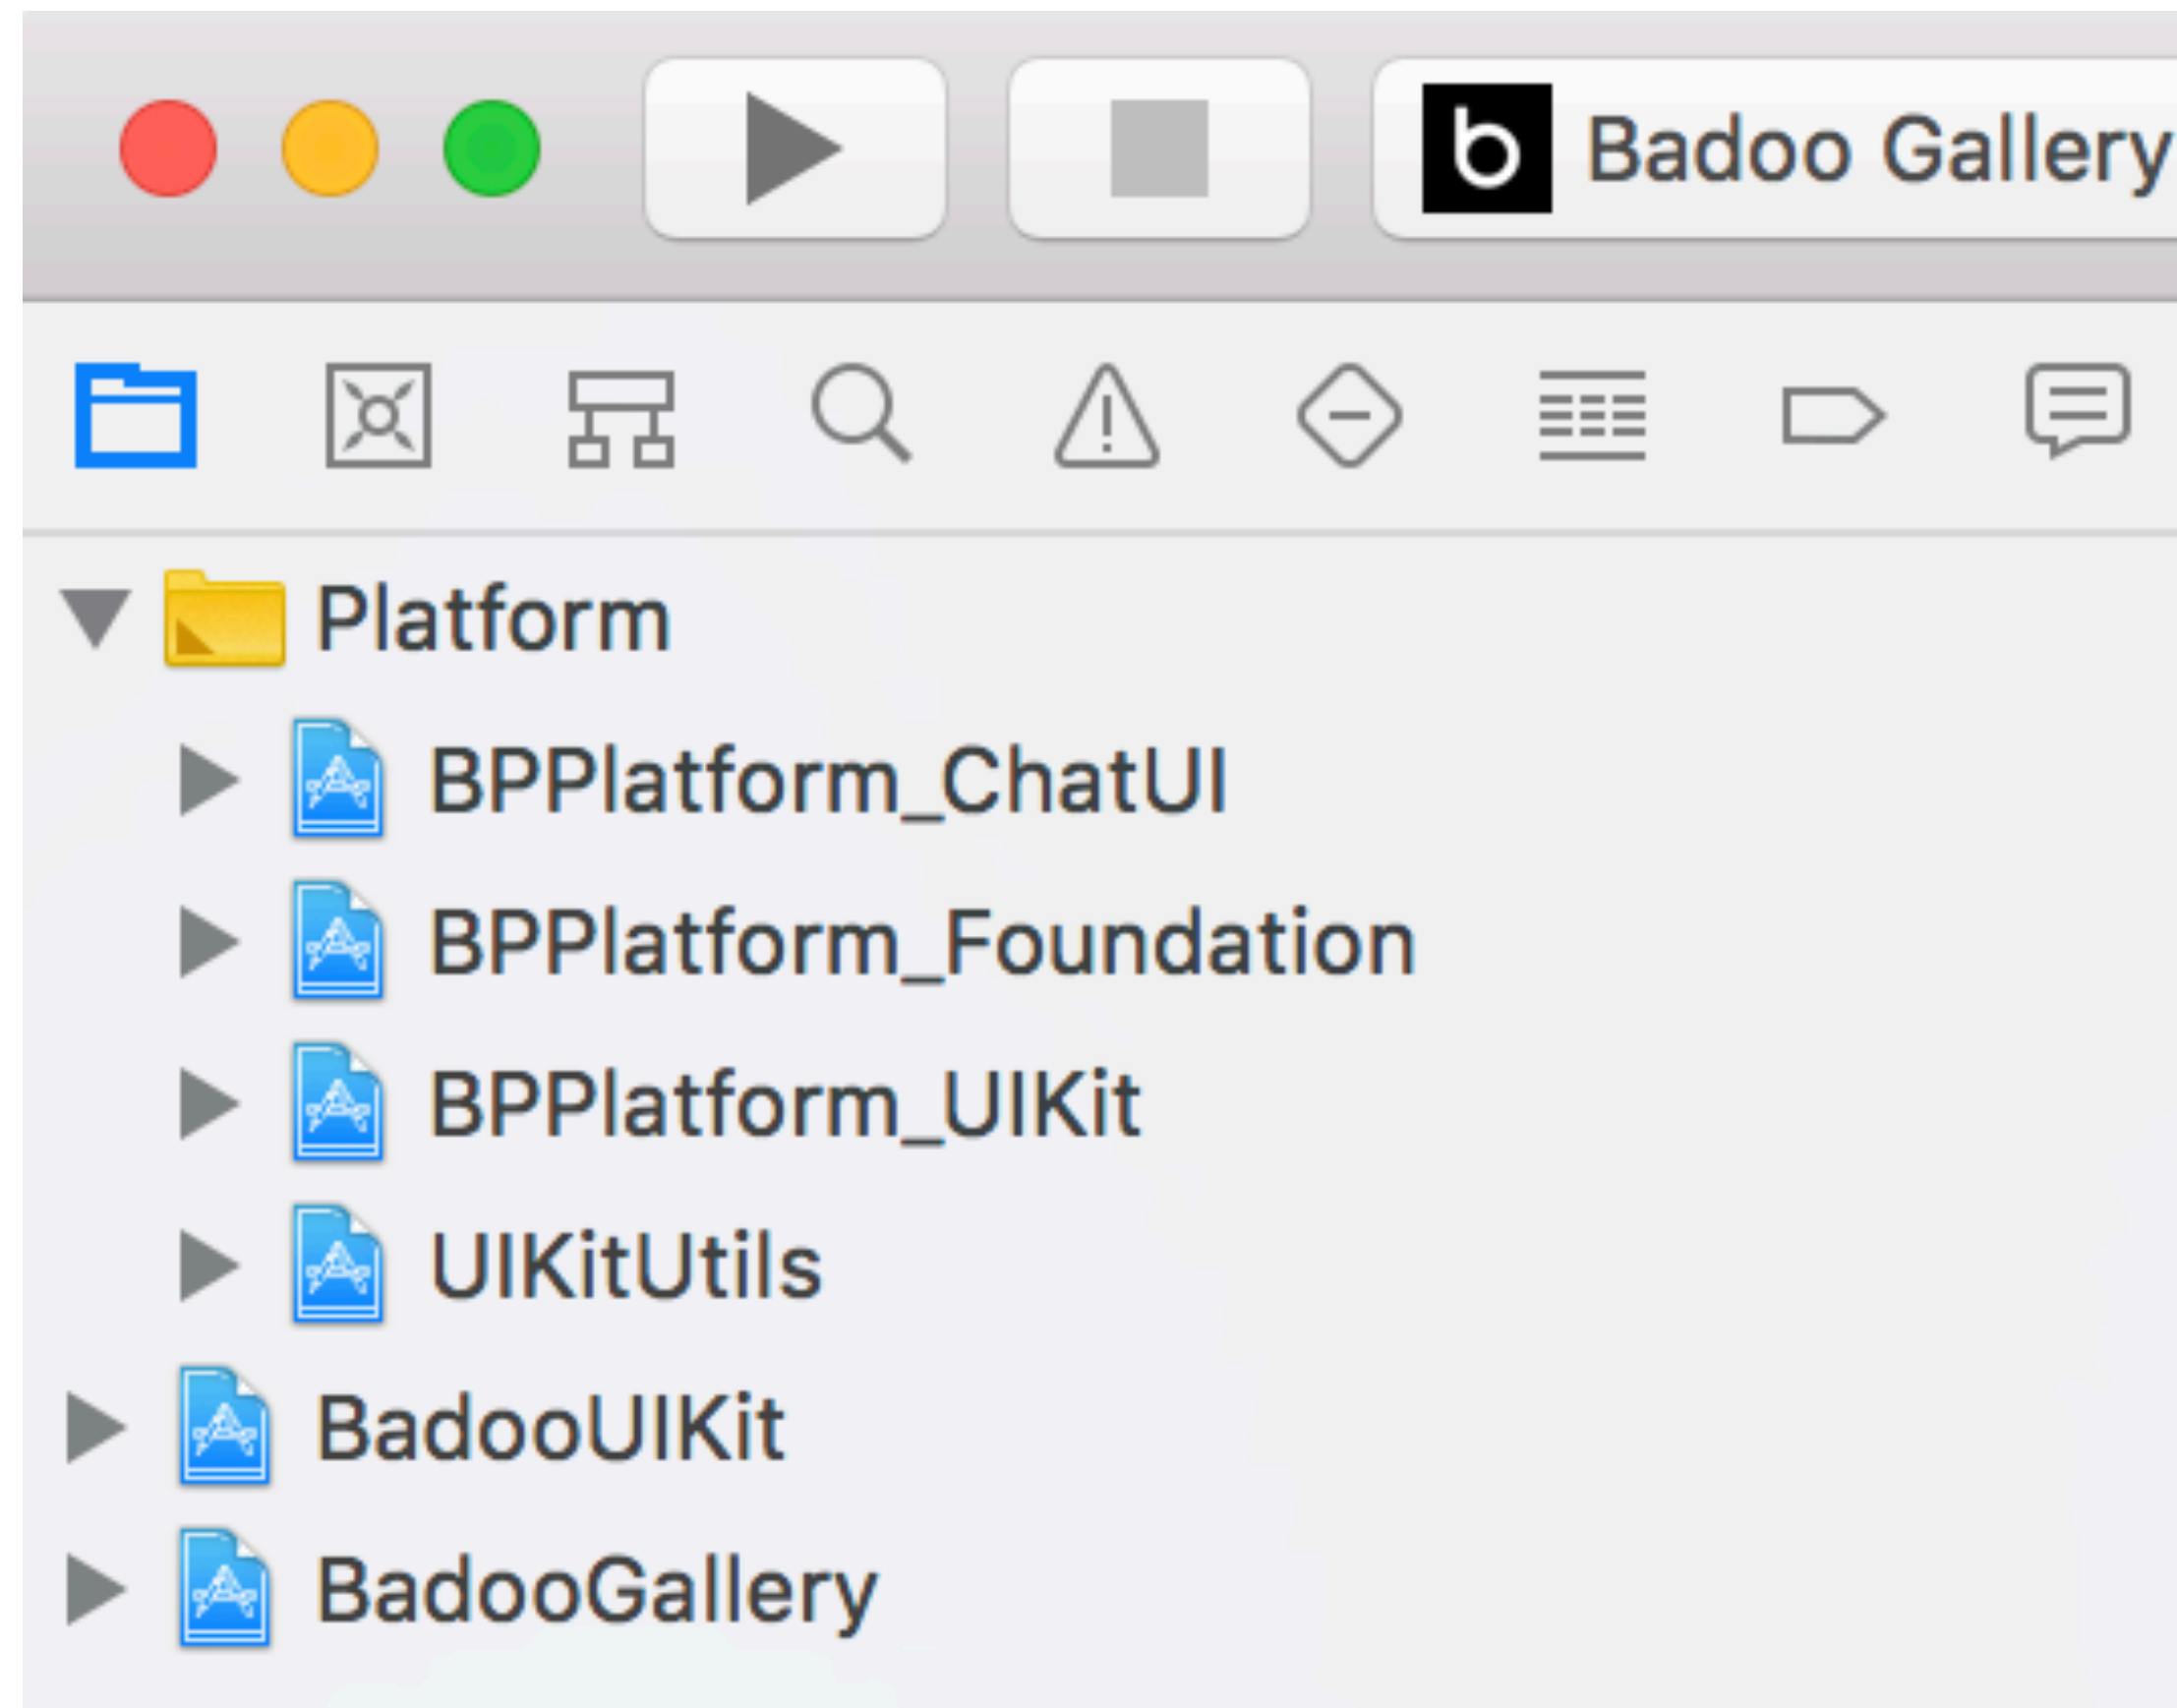 Badoo Gallery
Platform
BPPlatform_ChatUI
BPPlatform_Foundation
BPPlatform_UIKit
UIKitUtils
BadooUIKit
BadooGallery